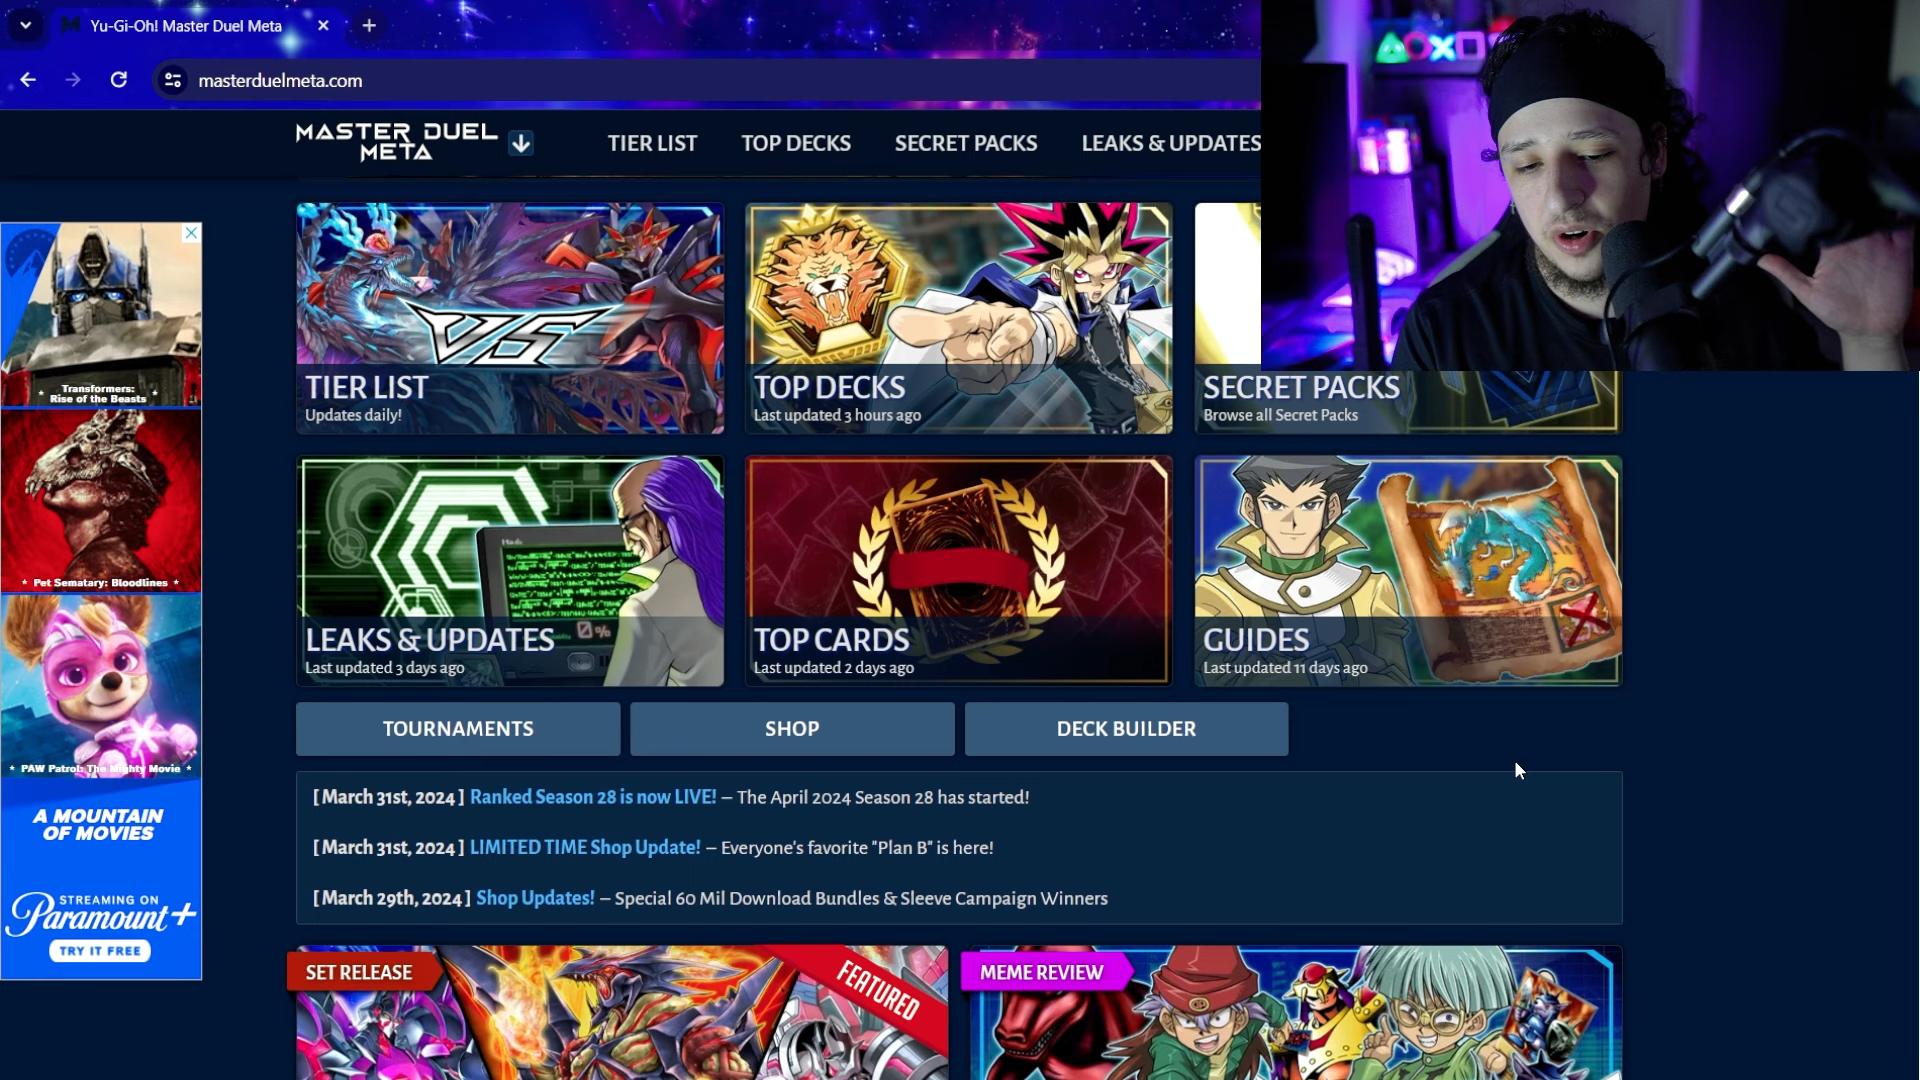 Yu-Gi-Oh! Master Duel Meta
masterduelmeta.com
MASTER DUEL
META
TIER LIST
TOP DECKS
SECRET PACKS
LEAKS & UPDATES
VS
TIER LIST
Updates daily!
TOP DECKS
Last updated 3 hours ago
SECRET PACKS
Browse all Secret Packs
LEAKS & UPDATES
Last updated 3 days ago
TOP CARDS
Last updated 2 days ago
GUIDES
Last updated 11 days ago
TOURNAMENTS
SHOP
DECK BUILDER
[ March 31st, 2024 ] Ranked Season 28 is now LIVE! – The April 2024 Season 28 has started!
[ March 31st, 2024 ] LIMITED TIME Shop Update! – Everyone's favorite "Plan B" is here!
[ March 29th, 2024 ] Shop Updates! – Special 60 Mil Download Bundles & Sleeve Campaign Winners
SET RELEASE
FEATURED
MEME REVIEW
* Transformers: *
Rise of the Beasts
* Pet Sematary: Bloodlines *
* PAW Patrol: The Mighty Movie *
A MOUNTAIN
OF MOVIES
STREAMING ON
Paramount+
TRY IT FREE